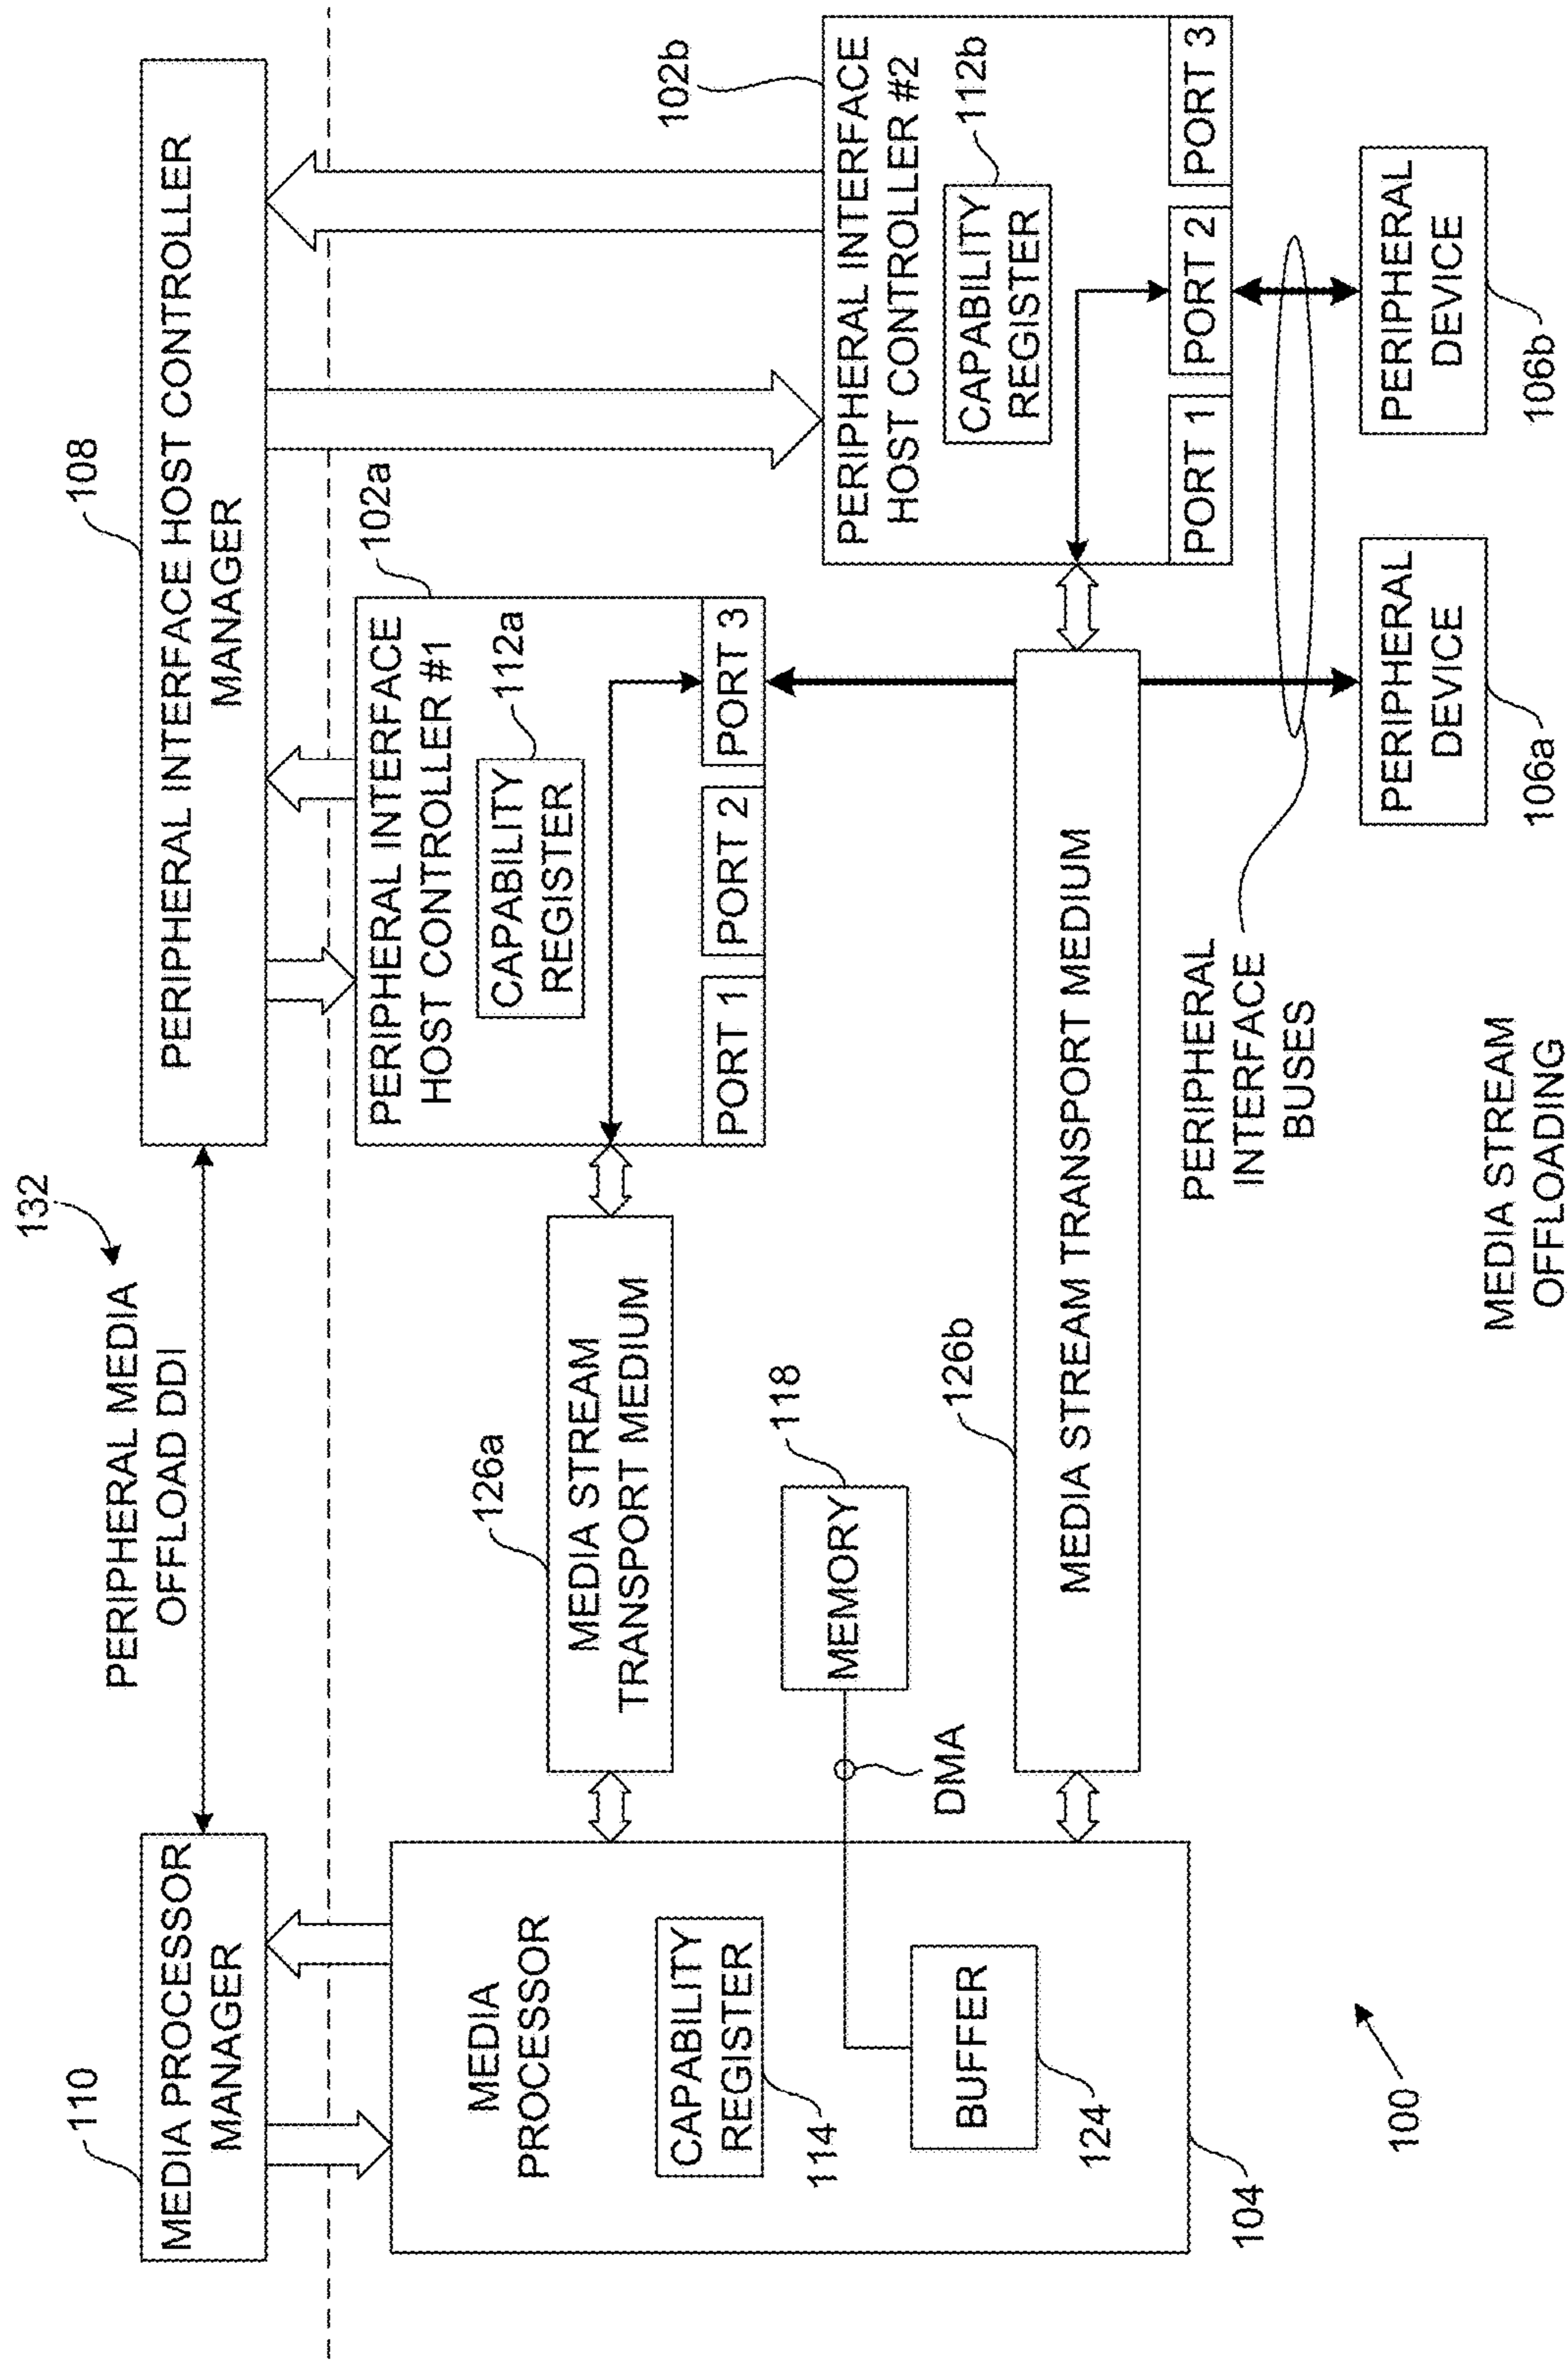 132
PERIPHERAL MEDIA
OFFLOAD DDI
110
MEDIA PROCESSOR
MANAGER
108
PERIPHERAL INTERFACE HOST CONTROLLER
MANAGER
MEDIA
PROCESSOR
CAPABILITY
REGISTER
114
BUFFER
124
104
126a
MEDIA STREAM
TRANSPORT MEDIUM
118
MEMORY
DMA
126b
MEDIA STREAM TRANSPORT MEDIUM
102a
PERIPHERAL INTERFACE
HOST CONTROLLER #1
112a
CAPABILITY
REGISTER
PORT 1
PORT 2
PORT 3
102b
PERIPHERAL INTERFACE
HOST CONTROLLER #2
112b
CAPABILITY
REGISTER
PORT 1
PORT 2
PORT 3
PERIPHERAL
INTERFACE
BUSES
PERIPHERAL
DEVICE
106a
PERIPHERAL
DEVICE
106b
100
MEDIA STREAM
OFFLOADING